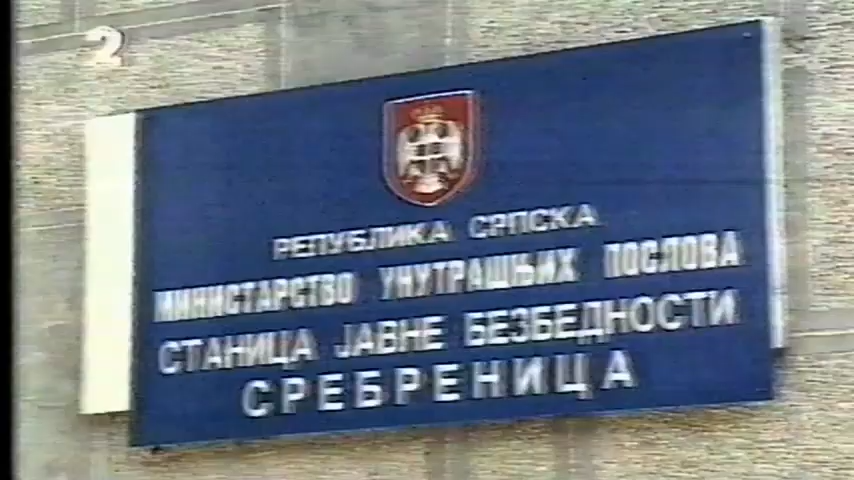 2
РЕПУБЛИКА СРПСКА
МИНИСТАРСТВО УНУТРАШЊИХ ПОСЛОВА
СТАНИЦА ЈАВНЕ БЕЗБЕДНОСТИ
СРЕБРЕНИЦА